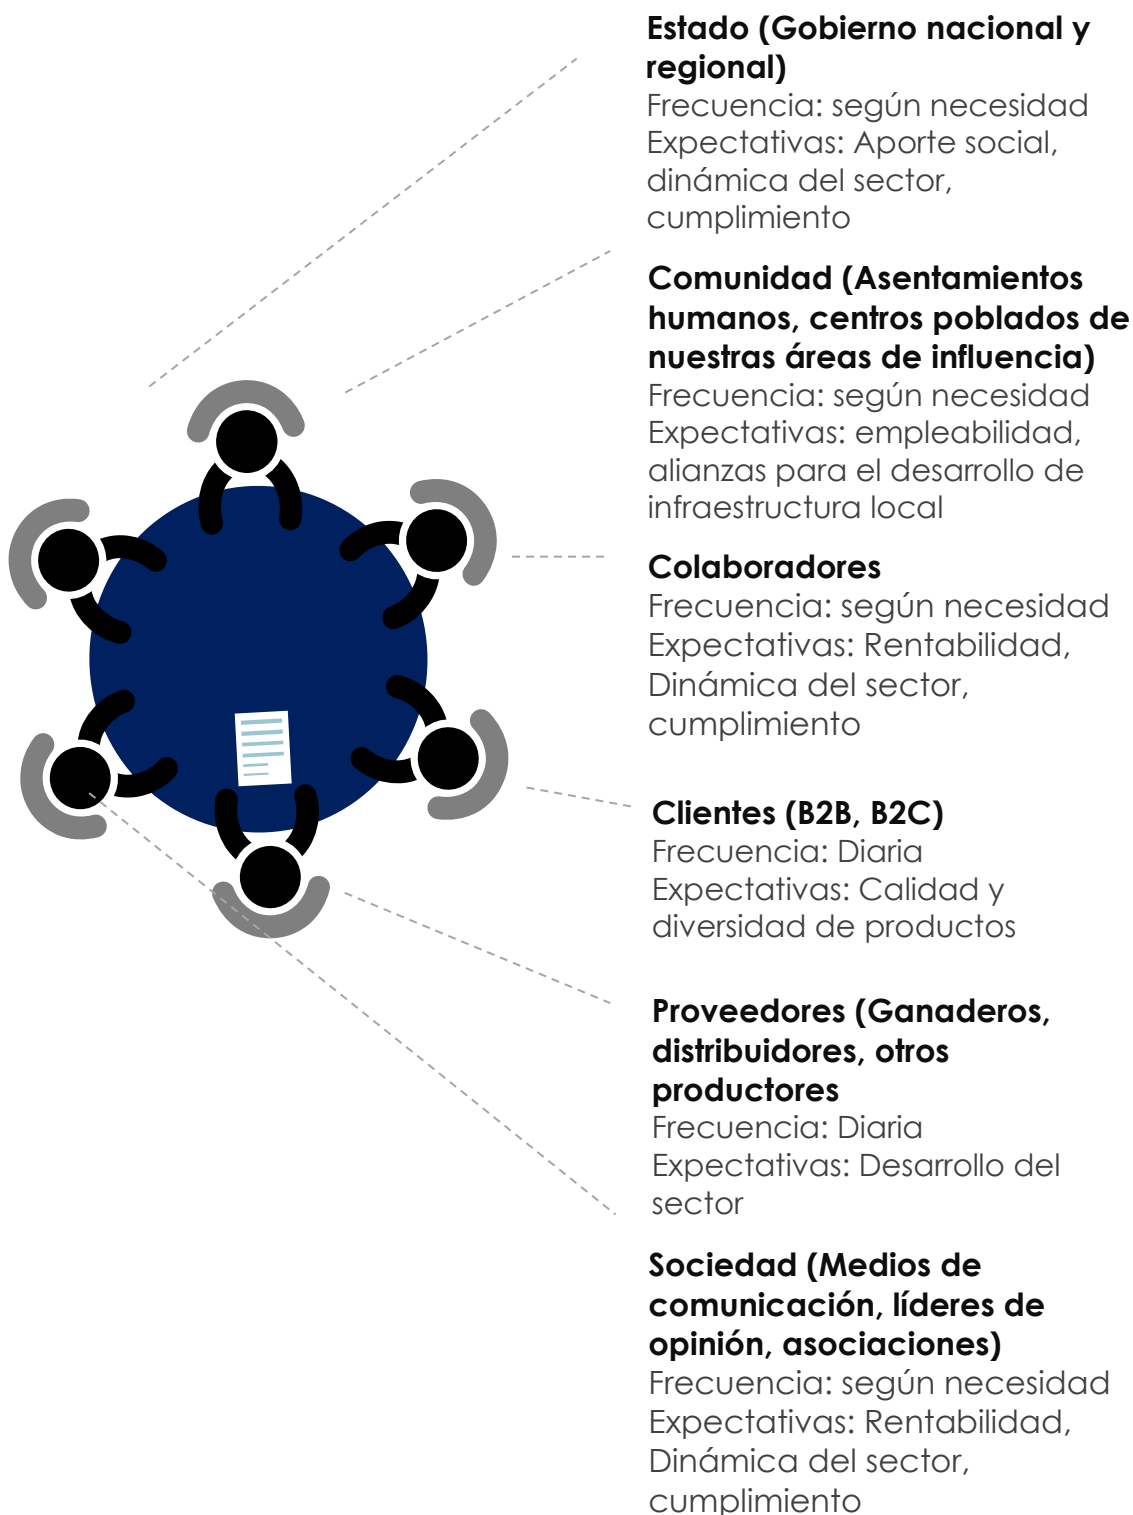 Estado (Gobierno nacional y
regional)
Frecuencia: según necesidad
Expectativas: Aporte social,
dinámica del sector,
cumplimiento
Comunidad (Asentamientos
humanos, centros poblados de
nuestras áreas de influencia)
Frecuencia: según necesidad
Expectativas: empleabilidad,
alianzas para el desarrollo de
infraestructura local
Colaboradores
Frecuencia: según necesidad
Expectativas: Rentabilidad,
Dinámica del sector,
cumplimiento
Clientes (B2B, B2C)
Frecuencia: Diaria
Expectativas: Calidad y
diversidad de productos
Proveedores (Ganaderos,
distribuidores, otros
productores
Frecuencia: Diaria
Expectativas: Desarrollo del
sector
Sociedad (Medios de
comunicación, líderes de
opinión, asociaciones)
Frecuencia: según necesidad
Expectativas: Rentabilidad,
Dinámica del sector,
cumplimiento